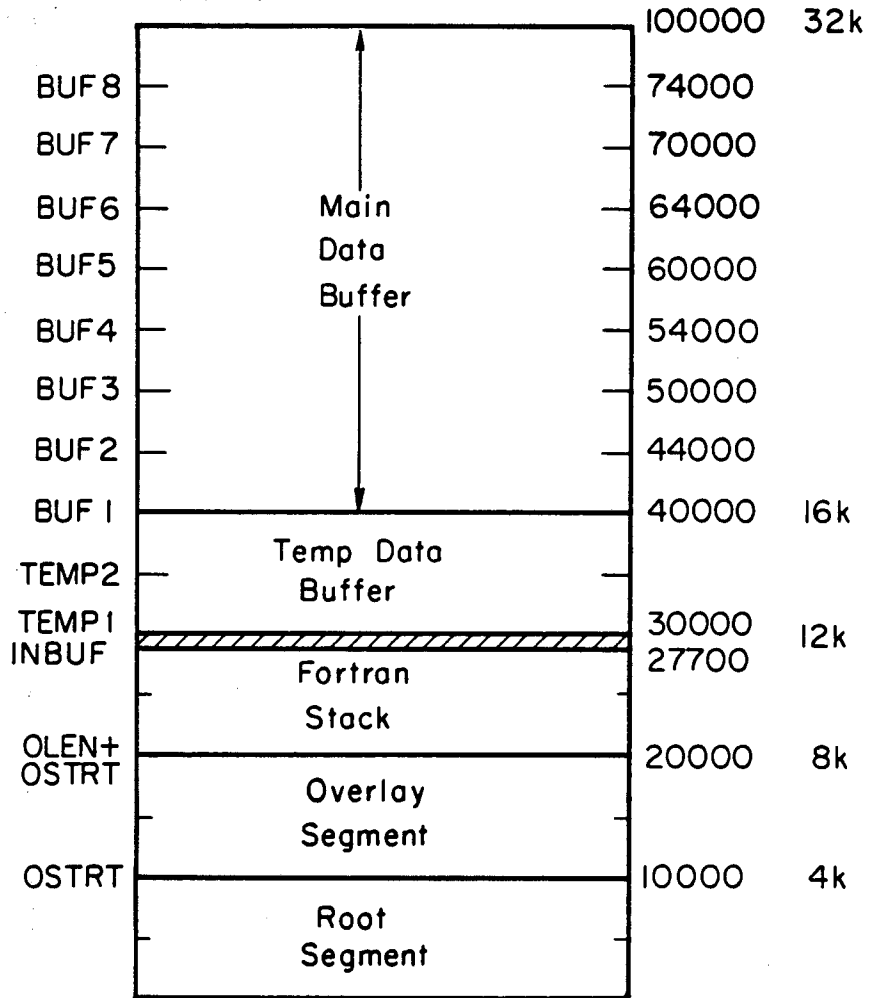 100000 32k
BUF8 74000
BUF7 70000
BUF6 Main 64000
Data
BUF5 60000
Buffer
BUF4 54000
BUF3 50000
BUF2 44000
BUF1 40000 16k
Temp Data
TEMP2 Buffer
TEMP1 30000 12k
INBUF 27700
Fortran
Stack
OLEN+
OSTRT 20000 8k
Overlay
Segment
OSTRT 10000 4k
Root
Segment